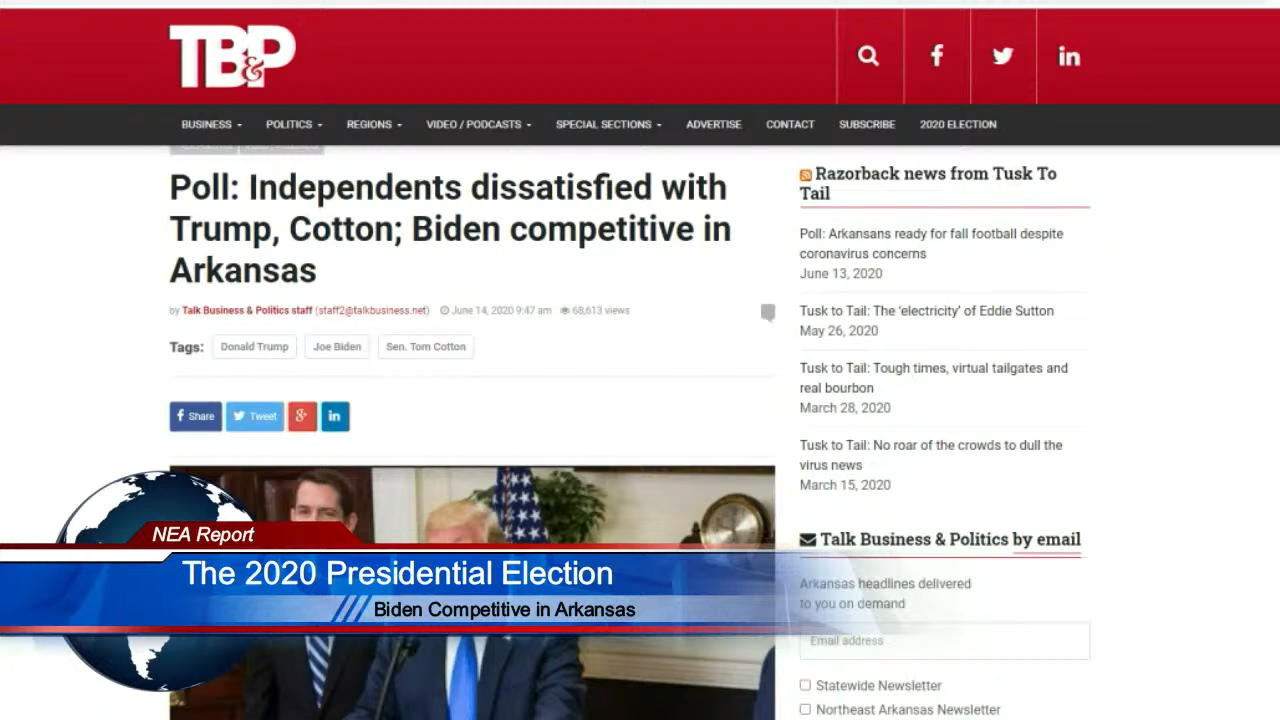 TB&P
BUSINESS
POLITICS
REGIONS
VIDEO / PODCASTS
SPECIAL SECTIONS
ADVERTISE
CONTACT
SUBSCRIBE
2020 ELECTION
Poll: Independents dissatisfied with
Trump, Cotton; Biden competitive in
Arkansas
by Talk Business & Politics staff (staff2@talkbusiness.net) June 14, 2020 9:47 am 68,613 views
Tags: Donald Trump Joe Biden Sen. Tom Cotton
Share Tweet
Razorback news from Tusk To
Tail
Poll: Arkansans ready for fall football despite
coronavirus concerns
June 13, 2020
Tusk to Tail: The ‘electricity’ of Eddie Sutton
May 26, 2020
Tusk to Tail: Tough times, virtual tailgates and
real bourbon
March 28, 2020
Tusk to Tail: No roar of the crowds to dull the
virus news
March 15, 2020
Talk Business & Politics by email
Arkansas headlines delivered
to you on demand
Email address
Statewide Newsletter
Northeast Arkansas Newsletter
NEA Report
The 2020 Presidential Election
Biden Competitive in Arkansas